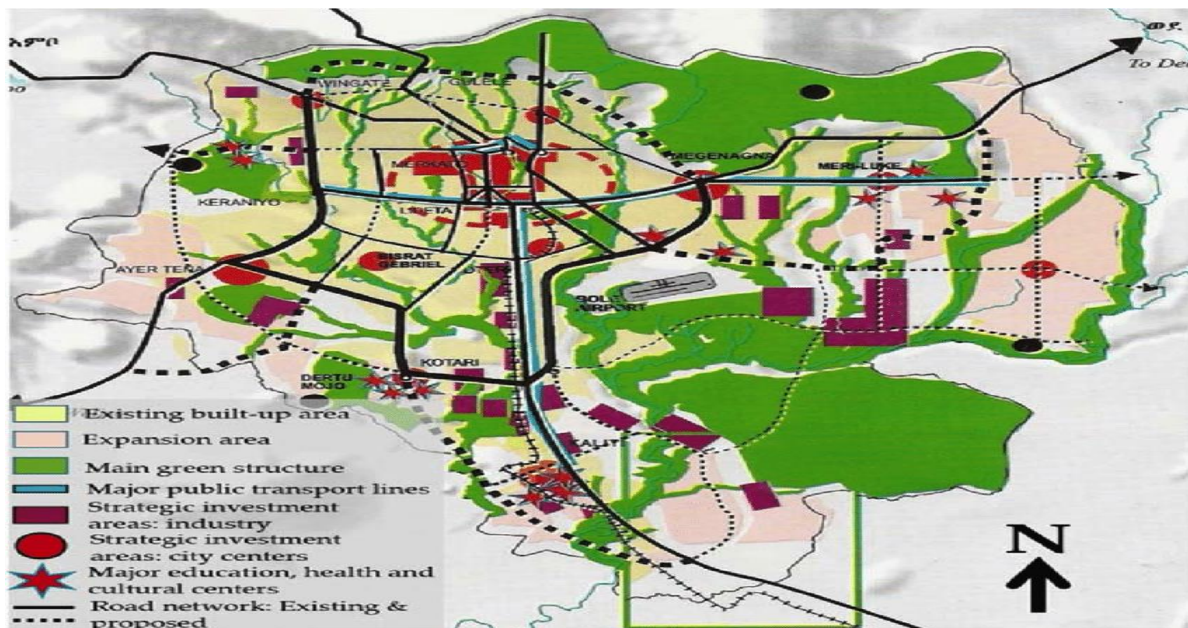 አምቦ
ወደ
To De
WINGATE
GULELE
MERKATO
MEGENAGNA
MERI-LUKE
KERANIYO
LIDETA
AYER TENA
BISRAT
GEBRIEL
BOLE
AIRPORT
KOTARI
DERTU
MOJO
KALITI
Existing built-up area
Expansion area
Main green structure
Major public transport lines
Strategic investment
areas: industry
Strategic investment
areas: city centers
Major education, health and
cultural centers
Road network: Existing &
proposed
N